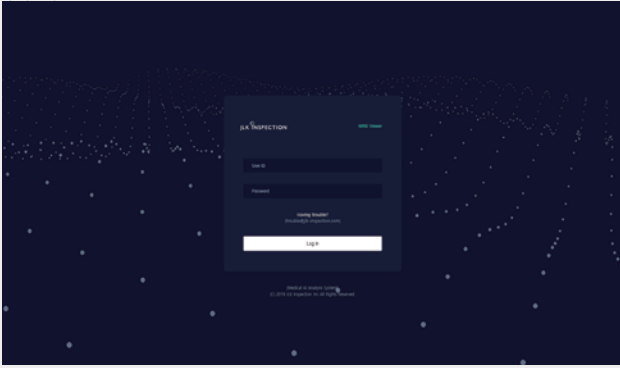 JLK INSPECTION
User ID
Password
Having trouble?
Log in
Medical AI Analysis System
(C) 2019 JLK Inspection Inc All Rights Reserved